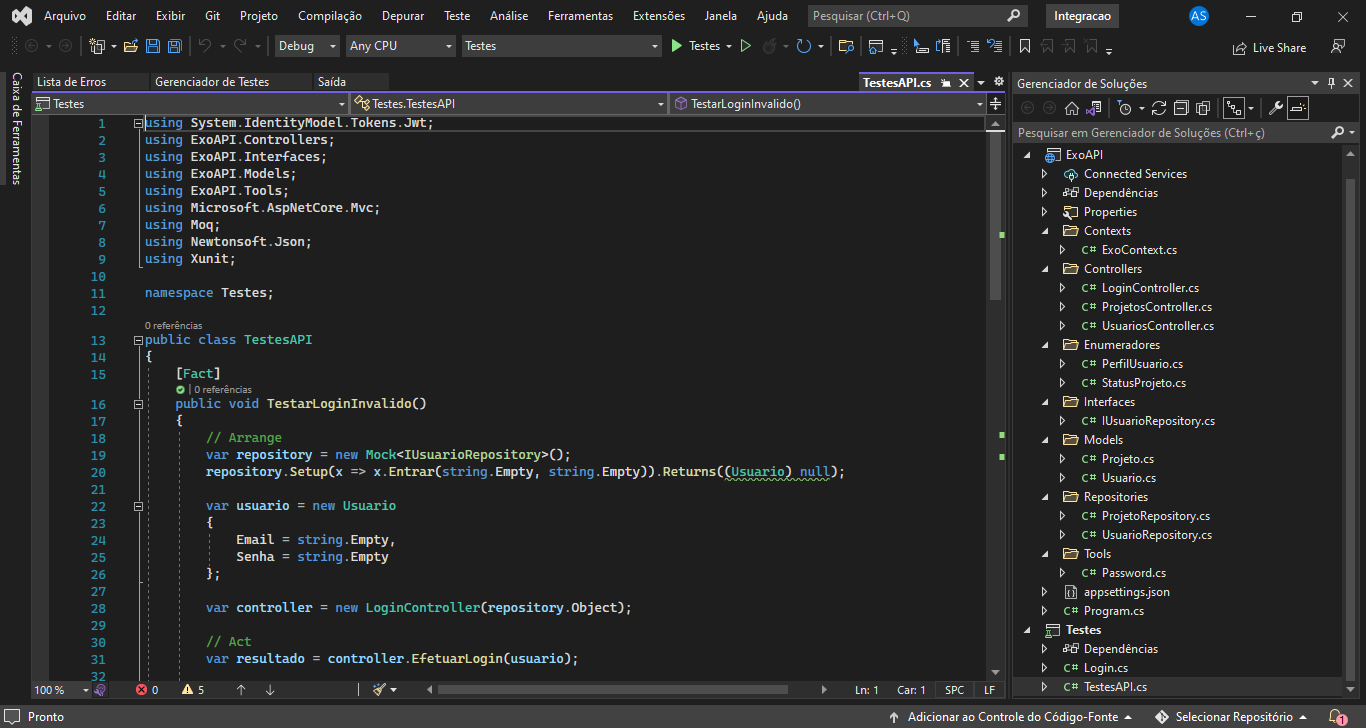 Arquivo Editar Exibir Git Projeto Compilação Depurar Teste Análise Ferramentas Extensões Janela Ajuda Pesquisar (Ctrl+Q) Integracao AS
Debug Any CPU Testes Testes Live Share
Caixa de Ferramentas
Lista de Erros Gerenciador de Testes Saída TestesAPI.cs
Testes Testes.TestesAPI TestarLoginInvalido()
1 using System.IdentityModel.Tokens.Jwt;
2 using ExoAPI.Controllers;
3 using ExoAPI.Interfaces;
4 using ExoAPI.Models;
5 using ExoAPI.Tools;
6 using Microsoft.AspNetCore.Mvc;
7 using Moq;
8 using Newtonsoft.Json;
9 using Xunit;
10
11 namespace Testes;
12
0 referências
13 public class TestesAPI
14 {
15 [Fact]
| 0 referências
16 public void TestarLoginInvalido()
17 {
18 // Arrange
19 var repository = new Mock<IUsuarioRepository>();
20 repository.Setup(x => x.Entrar(string.Empty, string.Empty)).Returns((Usuario) null);
21
22 var usuario = new Usuario
23 {
24 Email = string.Empty,
25 Senha = string.Empty
26 };
27
28 var controller = new LoginController(repository.Object);
29
30 // Act
31 var resultado = controller.EfetuarLogin(usuario);
32
100 % 0 5 Ln: 1 Car: 1 SPC LF
Gerenciador de Soluções
Pesquisar em Gerenciador de Soluções (Ctrl+ç)
ExoAPI
Connected Services
Dependências
Properties
Contexts
C# ExoContext.cs
Controllers
C# LoginController.cs
C# ProjetosController.cs
C# UsuariosController.cs
Enumeradores
C# PerfilUsuario.cs
C# StatusProjeto.cs
Interfaces
C# IUsuarioRepository.cs
Models
C# Projeto.cs
C# Usuario.cs
Repositories
C# ProjetoRepository.cs
C# UsuarioRepository.cs
Tools
C# Password.cs
appsettings.json
C# Program.cs
Testes
Dependências
C# Login.cs
C# TestesAPI.cs
Pronto Adicionar ao Controle do Código-Fonte Selecionar Repositório 1